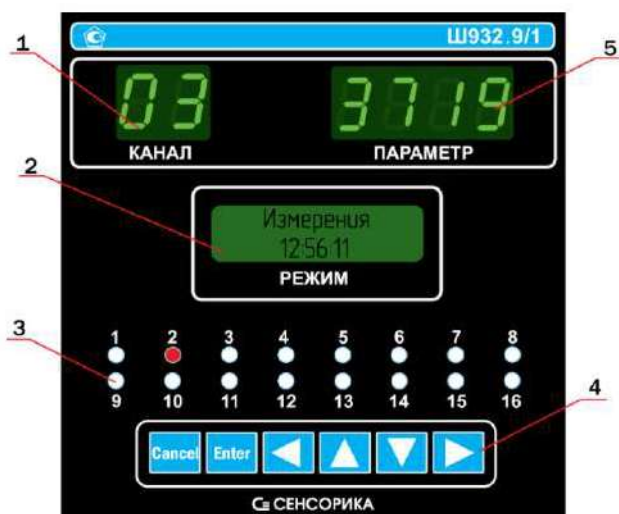 Ш932.9/1
1
5
03 3719
КАНАЛ ПАРАМЕТР
2
Измерения
12:56:11
РЕЖИМ
1 2 3 4 5 6 7 8
3
9 10 11 12 13 14 15 16
4
Cancel Enter
СЕНСОРИКА